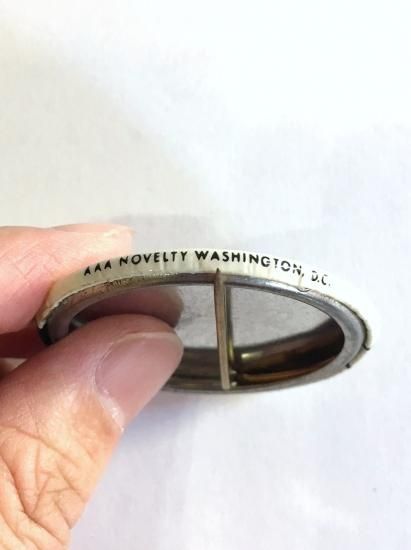 AAA NOVELTY WASHINGTON, D.C.